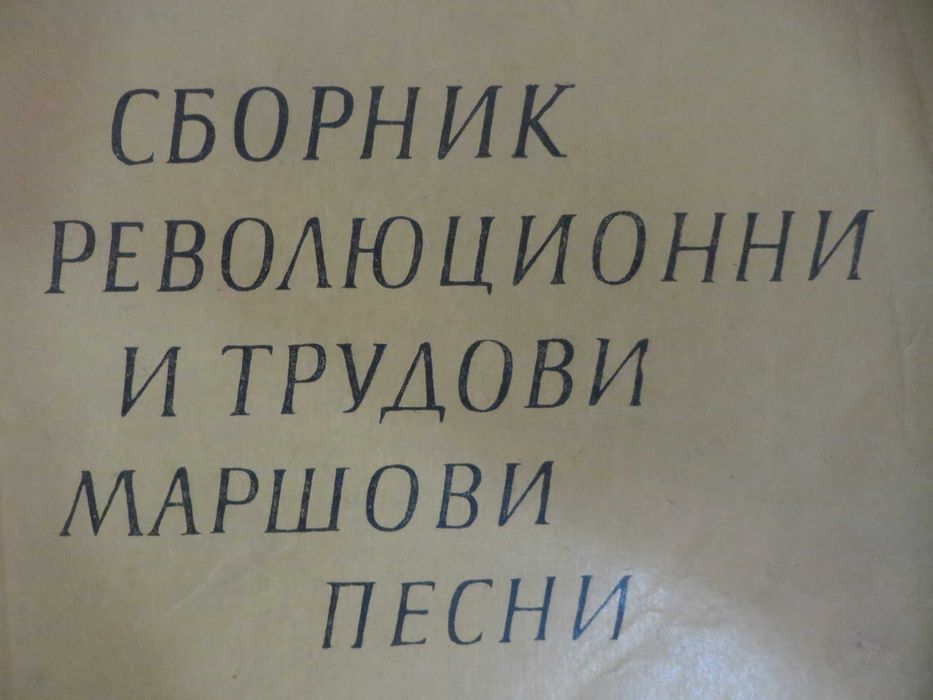 СБОРНИК
РЕВОЛЮЦИОННИ
И ТРУДОВИ
МАРШОВИ
ПЕСНИ